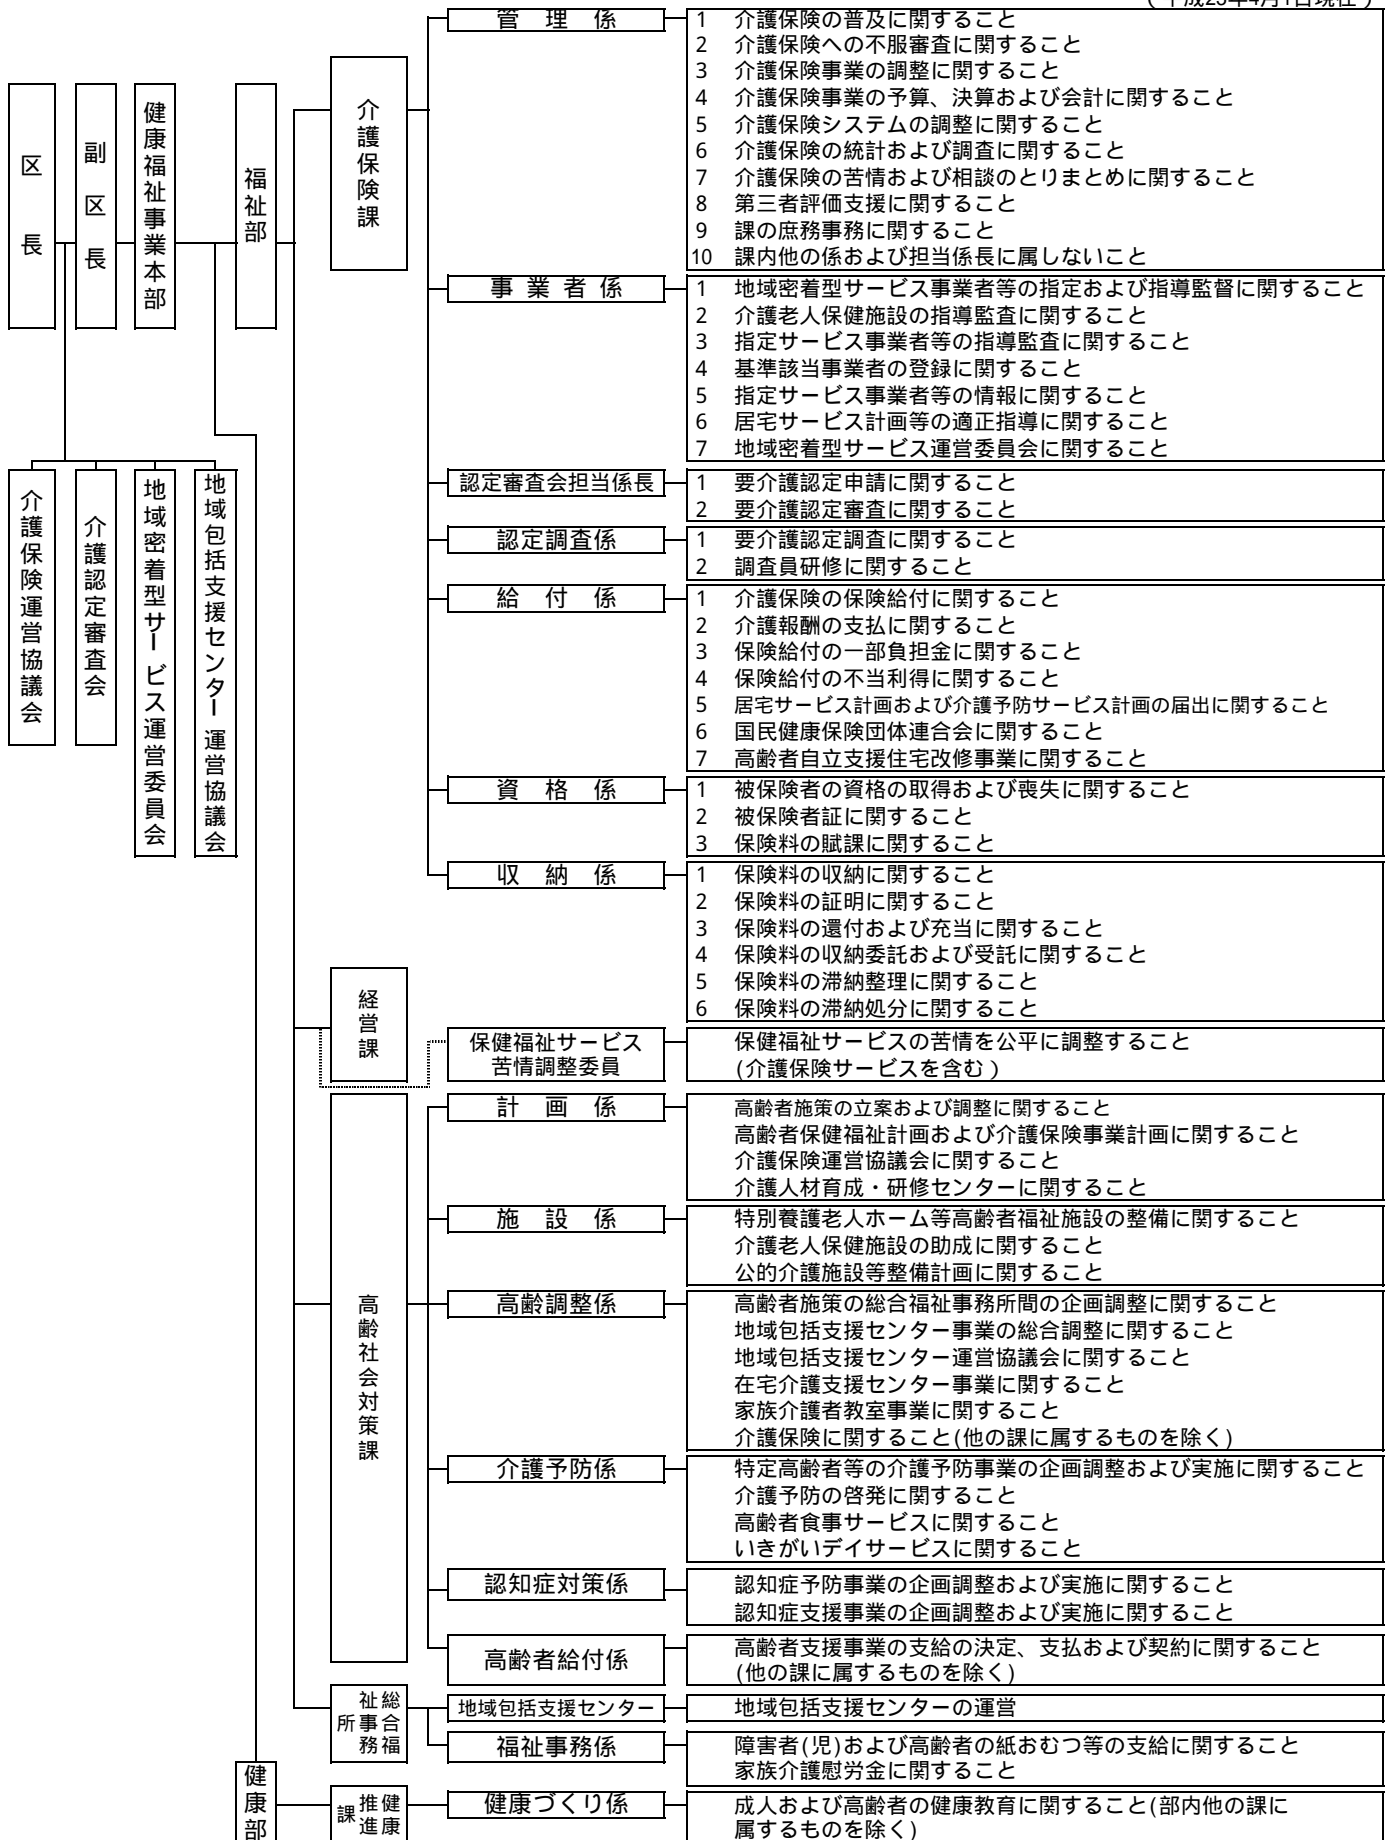 (平成23年4月1日現在)
区長
副区長
健康福祉事業本部
福祉部
介護保険運営協議会
介護認定審査会
地域密着型サービス運営委員会
地域包括支援センター運営協議会
介護保険課
管理係
1 介護保険の普及に関すること
2 介護保険への不服審査に関すること
3 介護保険事業の調整に関すること
4 介護保険事業の予算、決算および会計に関すること
5 介護保険システムの調整に関すること
6 介護保険の統計および調査に関すること
7 介護保険の苦情および相談のとりまとめに関すること
8 第三者評価支援に関すること
9 課の庶務事務に関すること
10 課内他の係および担当係長に属しないこと
事業者係
1 地域密着型サービス事業者等の指定および指導監督に関すること
2 介護老人保健施設の指導監査に関すること
3 指定サービス事業者等の指導監査に関すること
4 基準該当事業者の登録に関すること
5 指定サービス事業者等の情報に関すること
6 居宅サービス計画等の適正指導に関すること
7 地域密着型サービス運営委員会に関すること
認定審査会担当係長
1 要介護認定申請に関すること
2 要介護認定審査に関すること
認定調査係
1 要介護認定調査に関すること
2 調査員研修に関すること
給付係
1 介護保険の保険給付に関すること
2 介護報酬の支払に関すること
3 保険給付の一部負担金に関すること
4 保険給付の不当利得に関すること
5 居宅サービス計画および介護予防サービス計画の届出に関すること
6 国民健康保険団体連合会に関すること
7 高齢者自立支援住宅改修事業に関すること
資格係
1 被保険者の資格の取得および喪失に関すること
2 被保険者証に関すること
3 保険料の賦課に関すること
収納係
1 保険料の収納に関すること
2 保険料の証明に関すること
3 保険料の還付および充当に関すること
4 保険料の収納委託および受託に関すること
5 保険料の滞納整理に関すること
6 保険料の滞納処分に関すること
経営課
保健福祉サービス
苦情調整委員
保健福祉サービスの苦情を公平に調整すること
(介護保険サービスを含む)
高齢社会対策課
計画係
高齢者施策の立案および調整に関すること
高齢者保健福祉計画および介護保険事業計画に関すること
介護保険運営協議会に関すること
介護人材育成・研修センターに関すること
施設係
特別養護老人ホーム等高齢者福祉施設の整備に関すること
介護老人保健施設の助成に関すること
公的介護施設等整備計画に関すること
高齢調整係
高齢者施策の総合福祉事務所間の企画調整に関すること
地域包括支援センター事業の総合調整に関すること
地域包括支援センター運営協議会に関すること
在宅介護支援センター事業に関すること
家族介護者教室事業に関すること
介護保険に関すること(他の課に属するものを除く)
介護予防係
特定高齢者等の介護予防事業の企画調整および実施に関すること
介護予防の啓発に関すること
高齢者食事サービスに関すること
いきがいデイサービスに関すること
認知症対策係
認知症予防事業の企画調整および実施に関すること
認知症支援事業の企画調整および実施に関すること
高齢者給付係
高齢者支援事業の支給の決定、支払および契約に関すること
(他の課に属するものを除く)
総合福
祉事務
所
地域包括支援センター
地域包括支援センターの運営
福祉事務係
障害者(児)および高齢者の紙おむつ等の支給に関すること
家族介護慰労金に関すること
健康部
健康
推進
課
健康づくり係
成人および高齢者の健康教育に関すること(部内他の課に
属するものを除く)